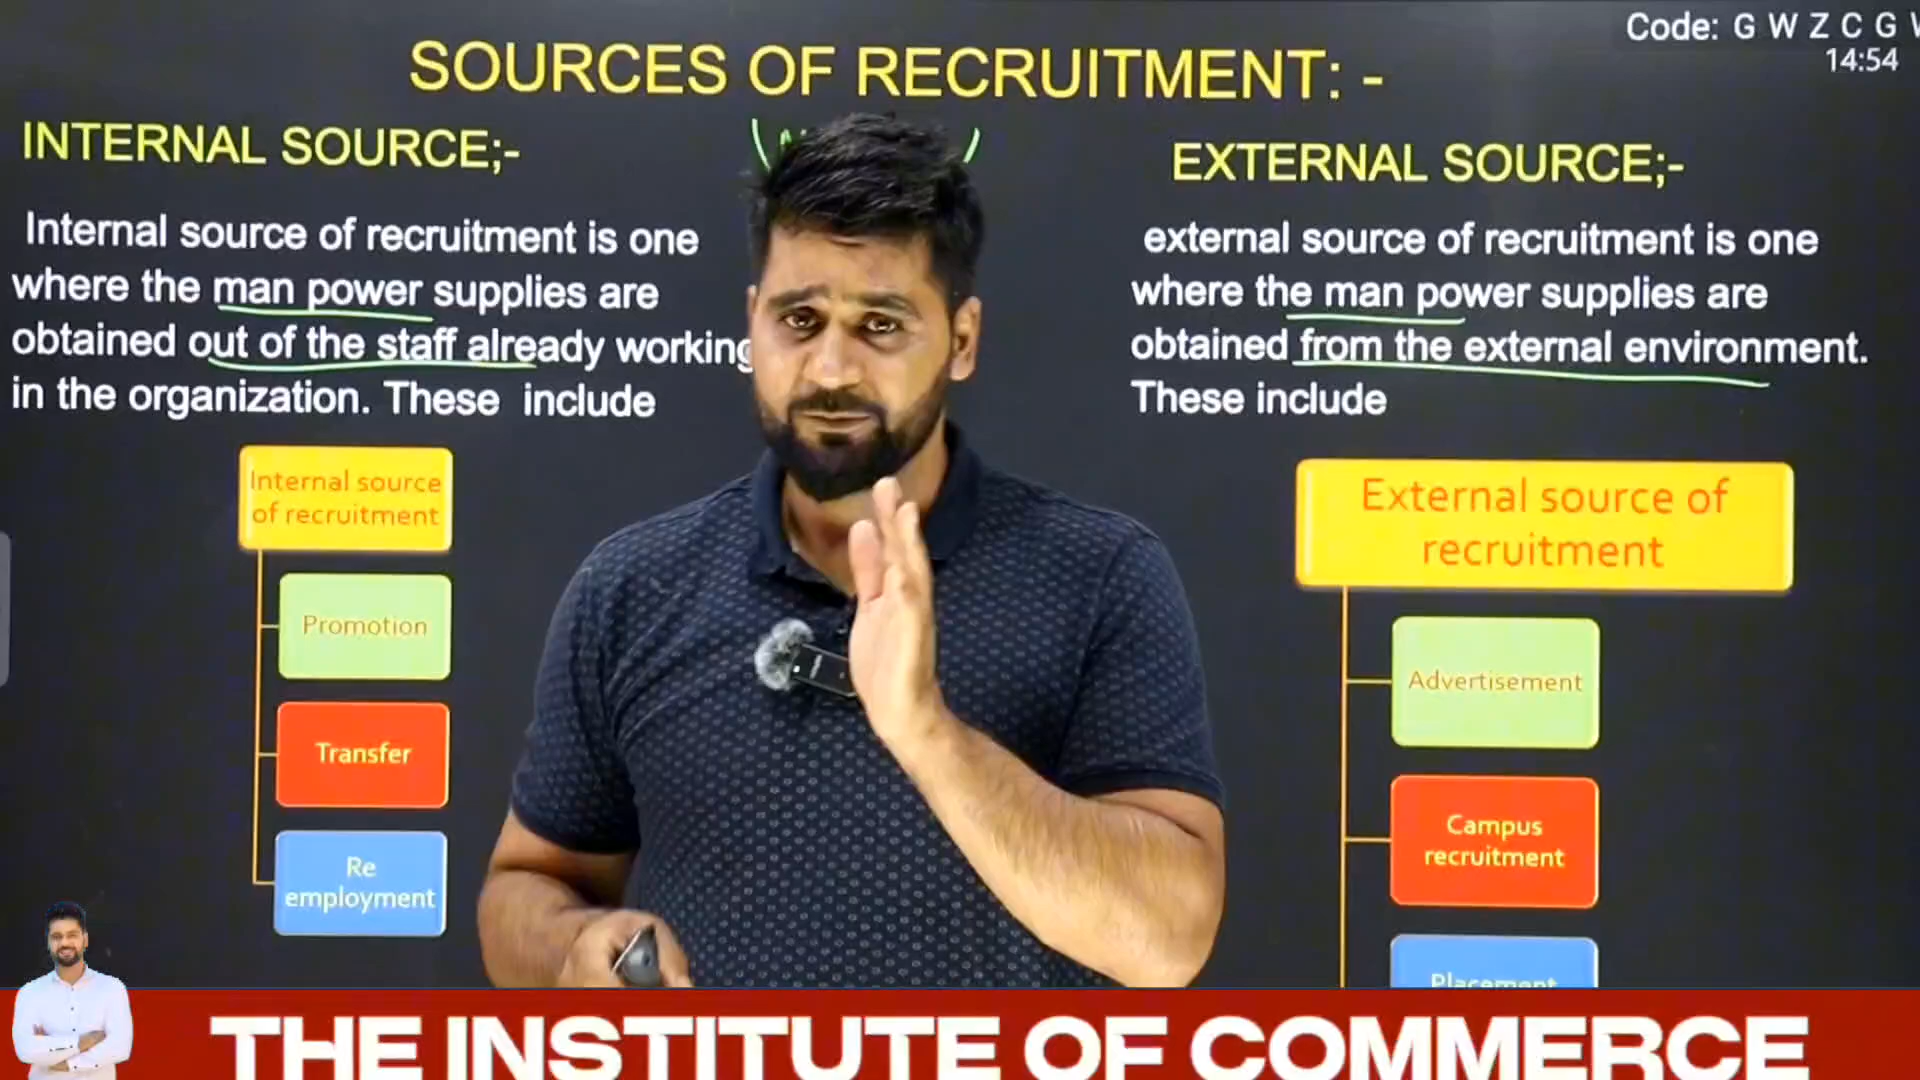 Code: G W Z C G
14:54
SOURCES OF RECRUITMENT: -
INTERNAL SOURCE;-
Internal source of recruitment is one
where the man power supplies are
obtained out of the staff already working
in the organization. These include
Internal source
of recruitment
Promotion
Transfer
Re
employment
EXTERNAL SOURCE;-
external source of recruitment is one
where the man power supplies are
obtained from the external environment.
These include
External source of
recruitment
Advertisement
Campus
recruitment
Placement
THE INSTITUTE OF COMMERCE